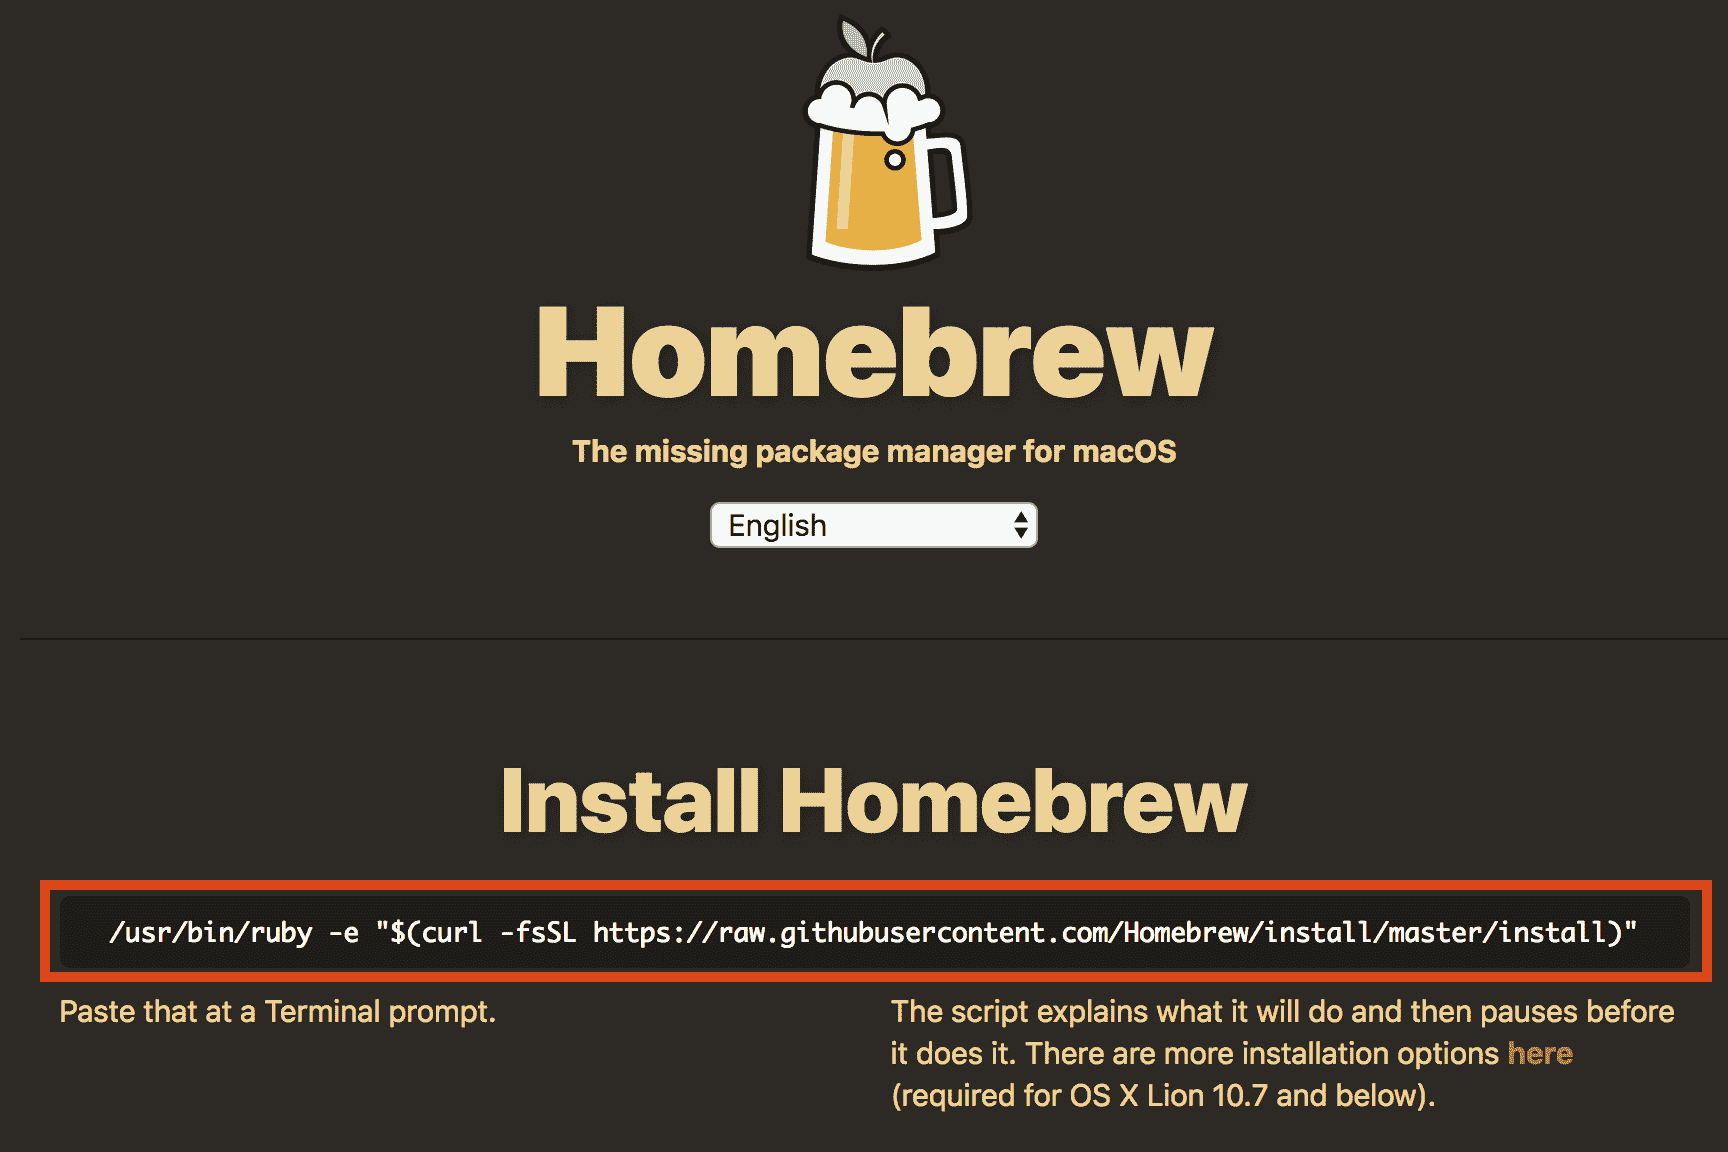 Homebrew
The missing package manager for macOS
English
Install Homebrew
/usr/bin/ruby -e "$(curl -fsSL https://raw.githubusercontent.com/Homebrew/install/master/install)"
Paste that at a Terminal prompt.
The script explains what it will do and then pauses before
it does it. There are more installation options here
(required for OS X Lion 10.7 and below).